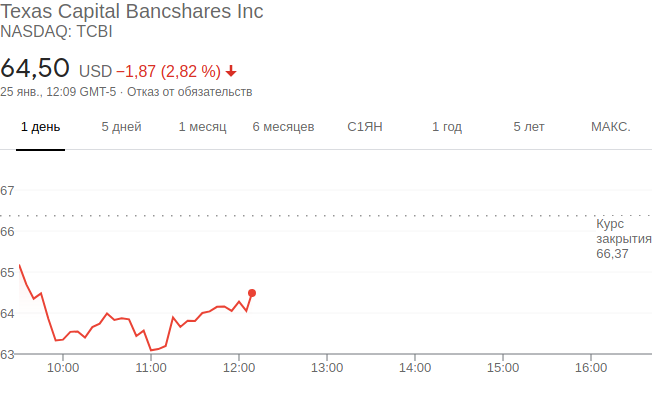 Texas Capital Bancshares Inc
NASDAQ: TCBI
64,50 USD −1,87 (2,82 %)
25 янв., 12:09 GMT-5 · Отказ от обязательств
1 день 5 дней 1 месяц 6 месяцев С1ЯН 1 год 5 лет МАКС.
67
66
65
64
63
Курс
закрытия
66,37
10:00 11:00 12:00 13:00 14:00 15:00 16:00